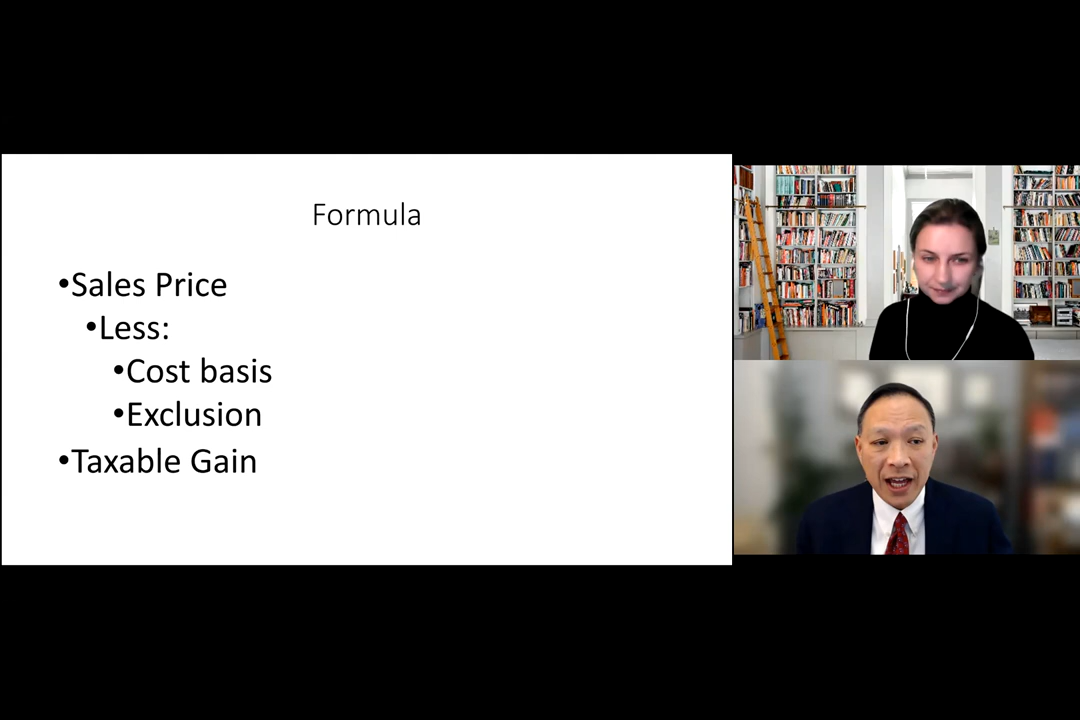 Formula
•Sales Price
•Less:
•Cost basis
•Exclusion
•Taxable Gain